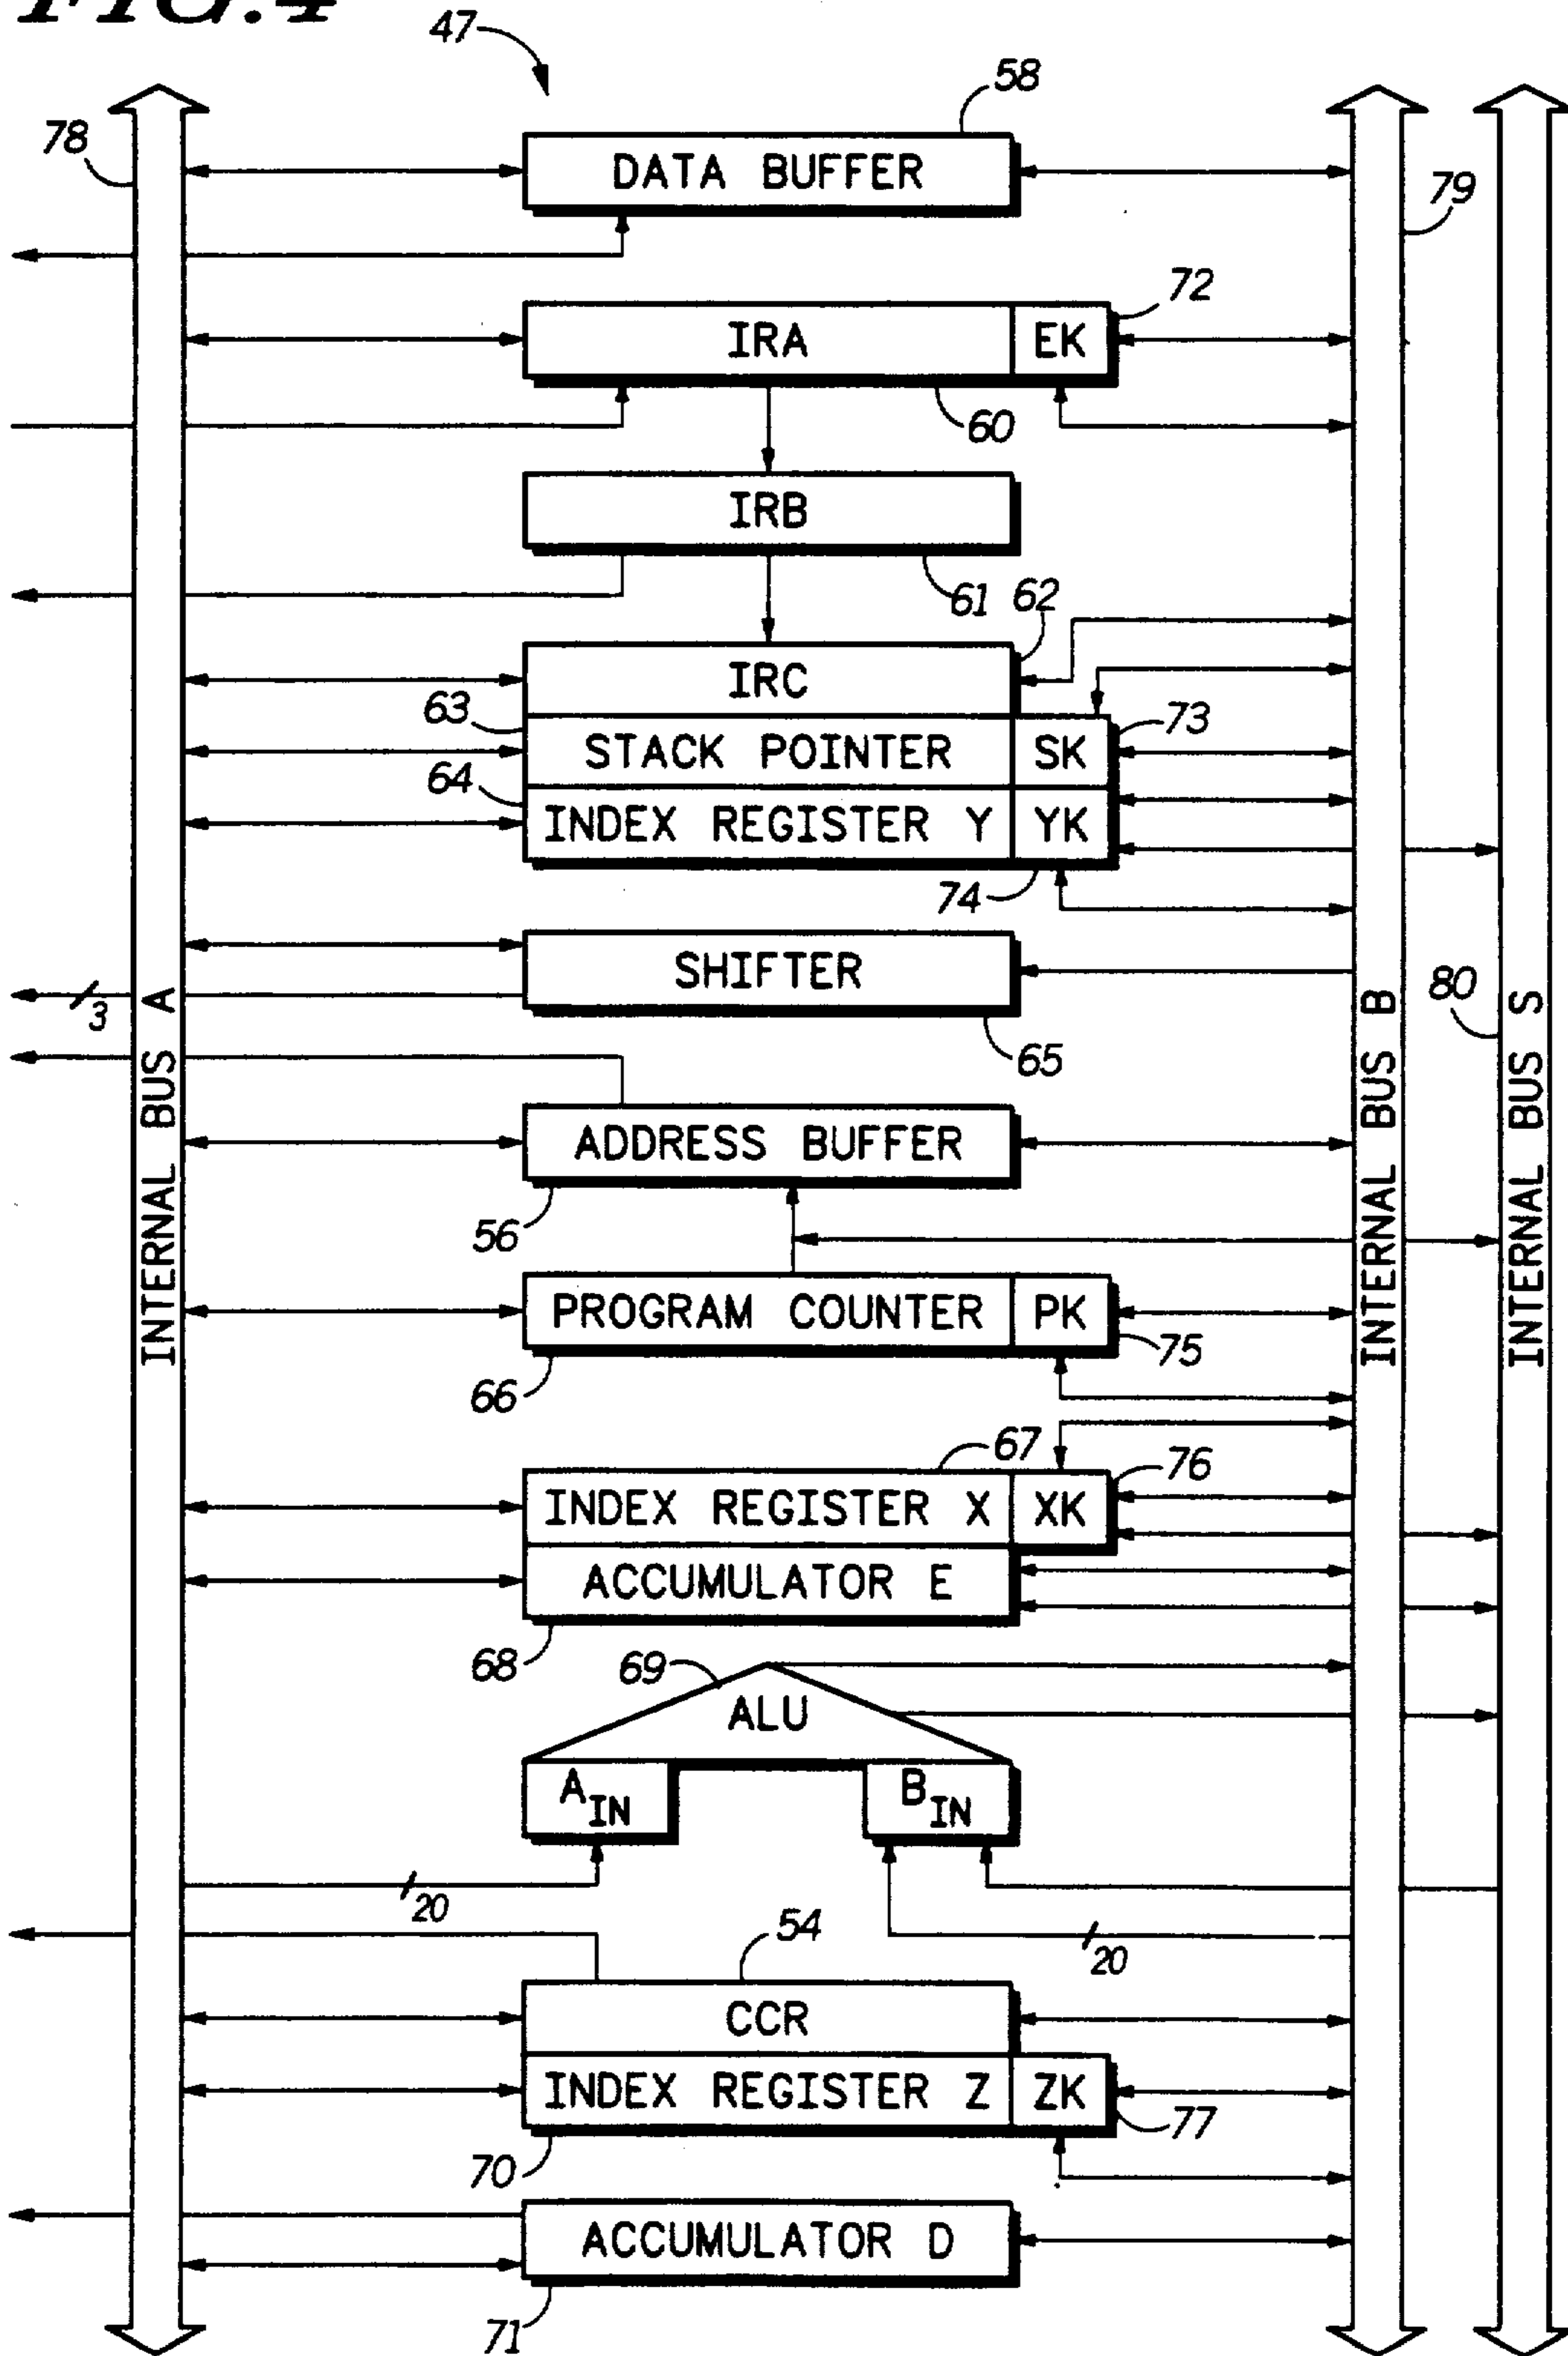 FIG.4
47
58
78
DATA BUFFER
79
72
IRA EK
60
IRB
61
62
IRC
63
73
STACK POINTER SK
64
INDEX REGISTER Y YK
74
SHIFTER
3
80
65
INTERNAL BUS A
INTERNAL BUS B
INTERNAL BUS S
ADDRESS BUFFER
56
PROGRAM COUNTER PK
75
66
67
76
INDEX REGISTER X XK
ACCUMULATOR E
68
69
ALU
A IN
B IN
20
54
20
CCR
INDEX REGISTER Z ZK
77
70
ACCUMULATOR D
71